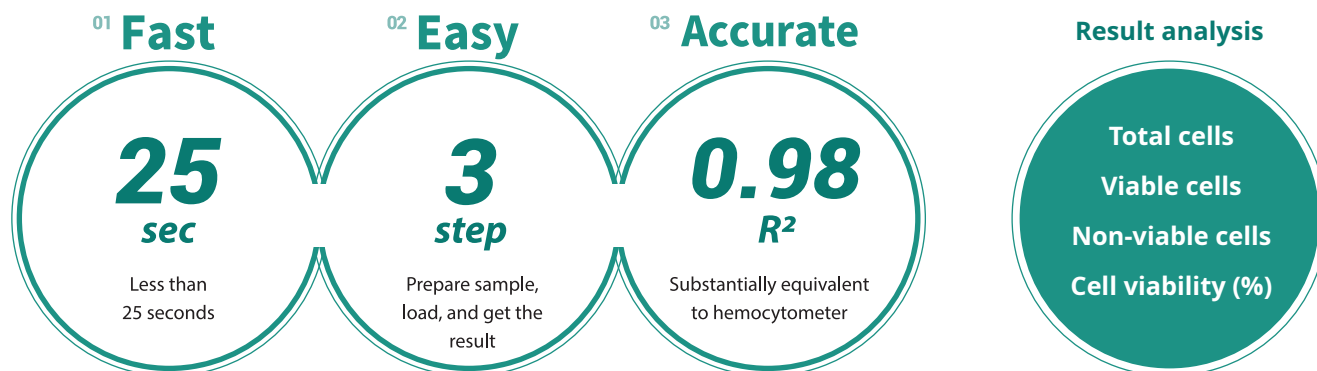 01 Fast
25
sec
Less than
25 seconds
02 Easy
3
step
Prepare sample,
load, and get the
result
03 Accurate
0.98
R²
Substantially equivalent
to hemocytometer
Result analysis
Total cells
Viable cells
Non-viable cells
Cell viability (%)